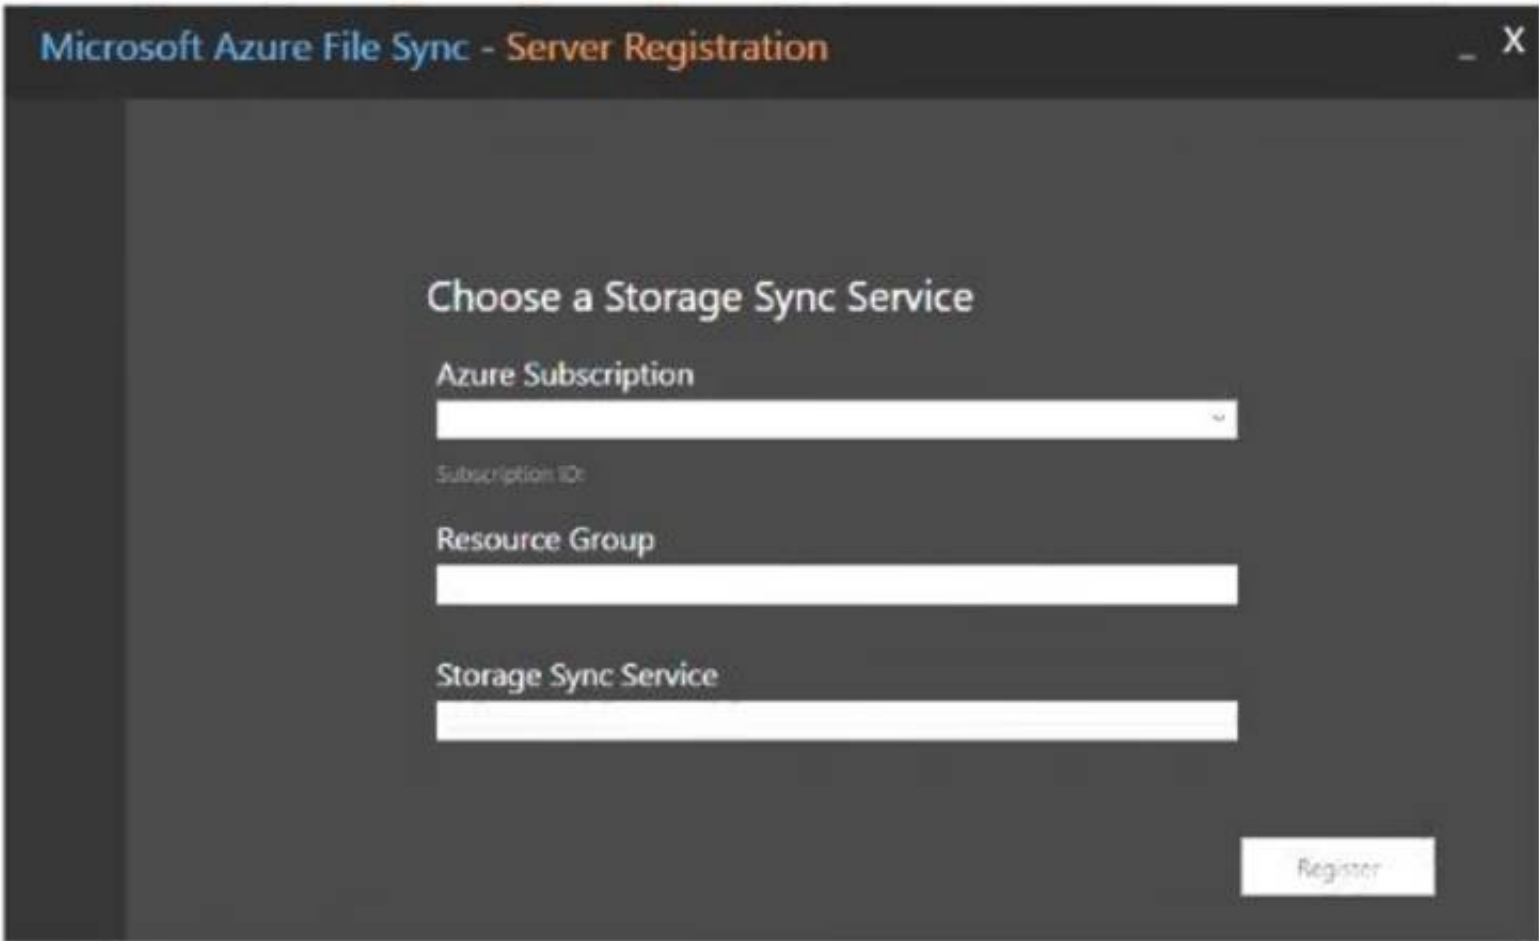 Microsoft Azure File Sync - Server Registration
_ X
Choose a Storage Sync Service
Azure Subscription
Subscription ID:
Resource Group
Storage Sync Service
Register